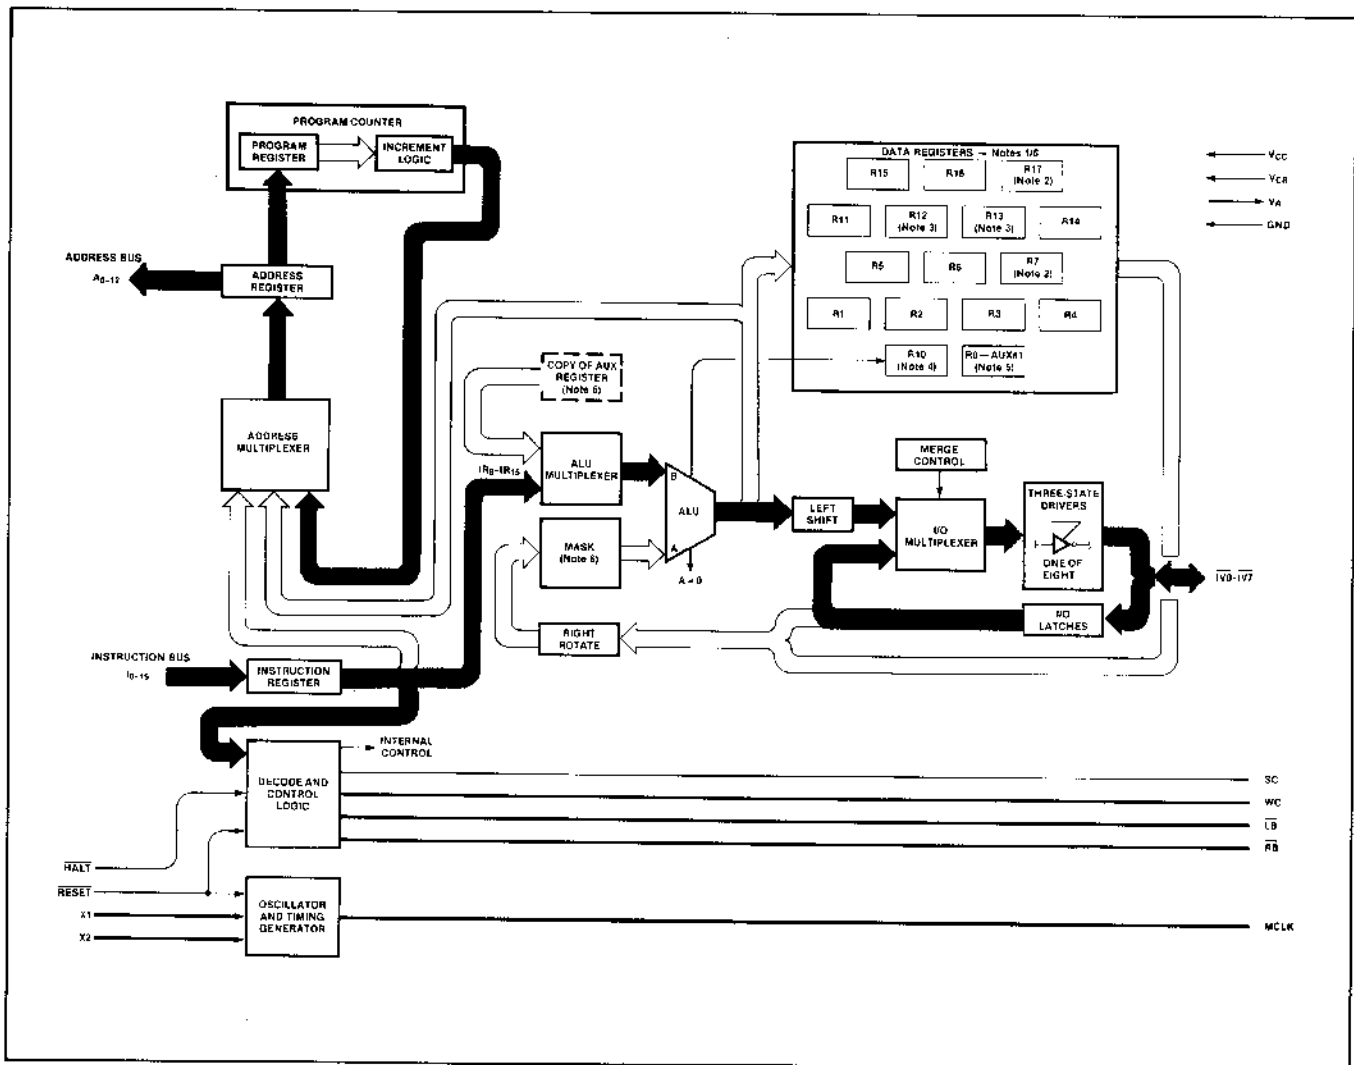 PROGRAM COUNTER
PROGRAM
REGISTER
INCREMENT
LOGIC
DATA REGISTERS — Notes 1/6
R15
R16
R17
(Note 2)
R11
R12
(Note 3)
R13
(Note 3)
R14
R5
R6
R7
(Note 2)
R1
R2
R3
R4
R10
(Note 4)
(Note 5)
VCC
VCR
VA
GND
ADDRESS BUS
A0-12
ADDRESS
REGISTER
COPY OF AUX
REGISTER
(Note 6)
ADDRESS
MULTIPLEXER
IR8-IR15
ALU
MULTIPLEXER
B
ALU
A
MERGE
CONTROL
THREE-STATE
DRIVERS
ONE OF
EIGHT
LEFT
SHIFT
I/O
MULTIPLEXER
MASK
(Note 6)
IV0-IV7
I/O
LATCHES
RIGHT
ROTATE
INSTRUCTION BUS
I0-15
INSTRUCTION
REGISTER
INTERNAL
CONTROL
DECODE AND
CONTROL
LOGIC
SC
WC
LB
RB
HALT
RESET
X1
X2
OSCILLATOR
AND TIMING
GENERATOR
MCLK